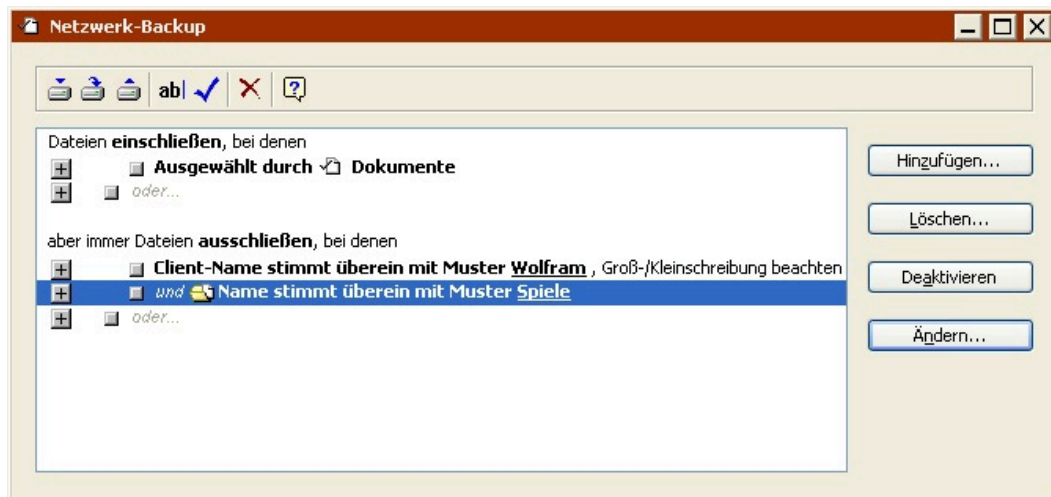 Netzwerk-Backup
ab|
Dateien einschließen, bei denen
Ausgewählt durch Dokumente
oder...
aber immer Dateien ausschließen, bei denen
Client-Name stimmt überein mit Muster Wolfram , Groß-/Kleinschreibung beachten
und Name stimmt überein mit Muster Spiele
oder...
Hinzufügen...
Löschen...
Deaktivieren
Ändern...